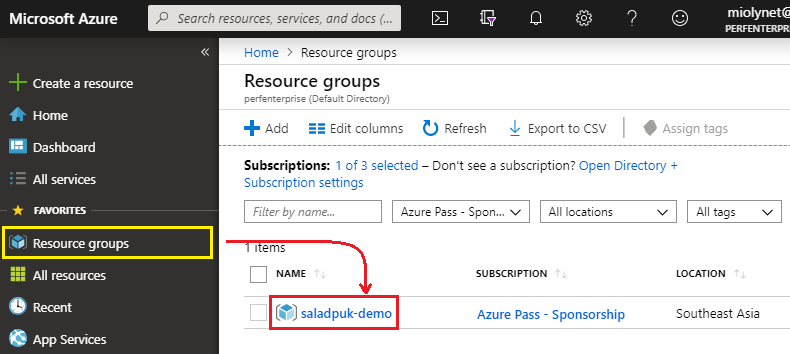 Microsoft Azure
Search resources, services, and docs (...
miolynet@
PERFENTERPR
Create a resource
Home
Dashboard
All services
FAVORITES
Resource groups
All resources
Recent
App Services
Home > Resource groups
Resource groups
perfenterprise (Default Directory)
Add
Edit columns
Refresh
Export to CSV
Assign tags
Subscriptions: 1 of 3 selected – Don't see a subscription? Open Directory +
Subscription settings
Filter by name...
Azure Pass - Spon...
All locations
All tags
1 items
NAME
SUBSCRIPTION
LOCATION
saladpuk-demo
Azure Pass - Sponsorship
Southeast Asia